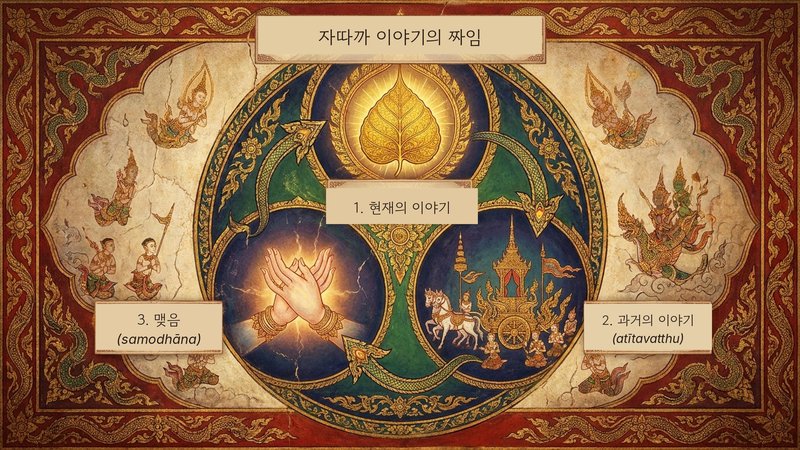 자따까 이야기의 짜임
1. 현재의 이야기
3. 맺음
(samodhāna)
2. 과거의 이야기
(atītavatthu)